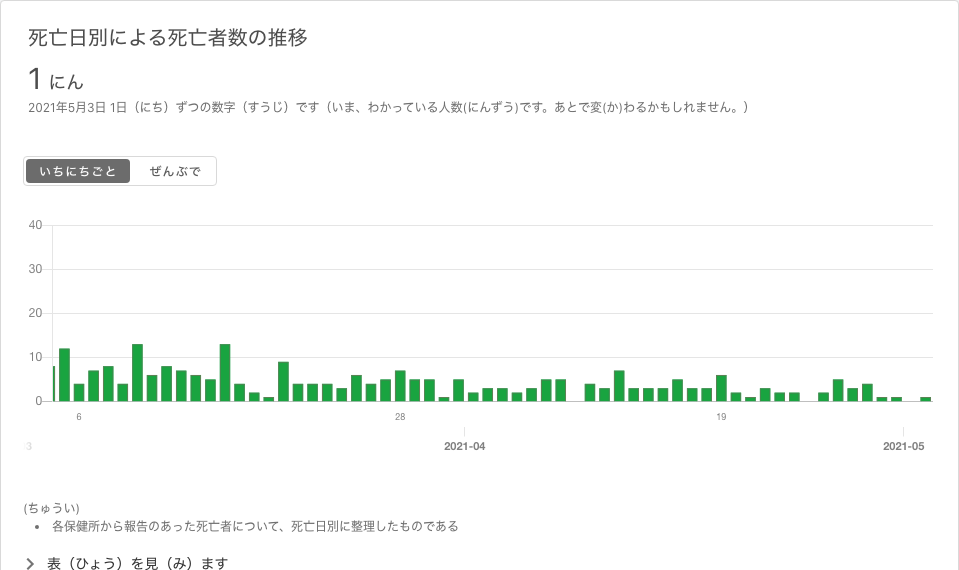 死亡日別による死亡者数の推移
1 にん
2021年5月3日 1日（にち）ずつの数字（すうじ）です（いま、わかっている人数(にんずう)です。あとで変(か)わるかもしれません。）
いちにちごと ぜんぶで
40
30
20
10
0
6 28 19
3 2021-04 2021-05
(ちゅうい)
• 各保健所から報告のあった死亡者について、死亡日別に整理したものである
表（ひょう）を見（み）ます